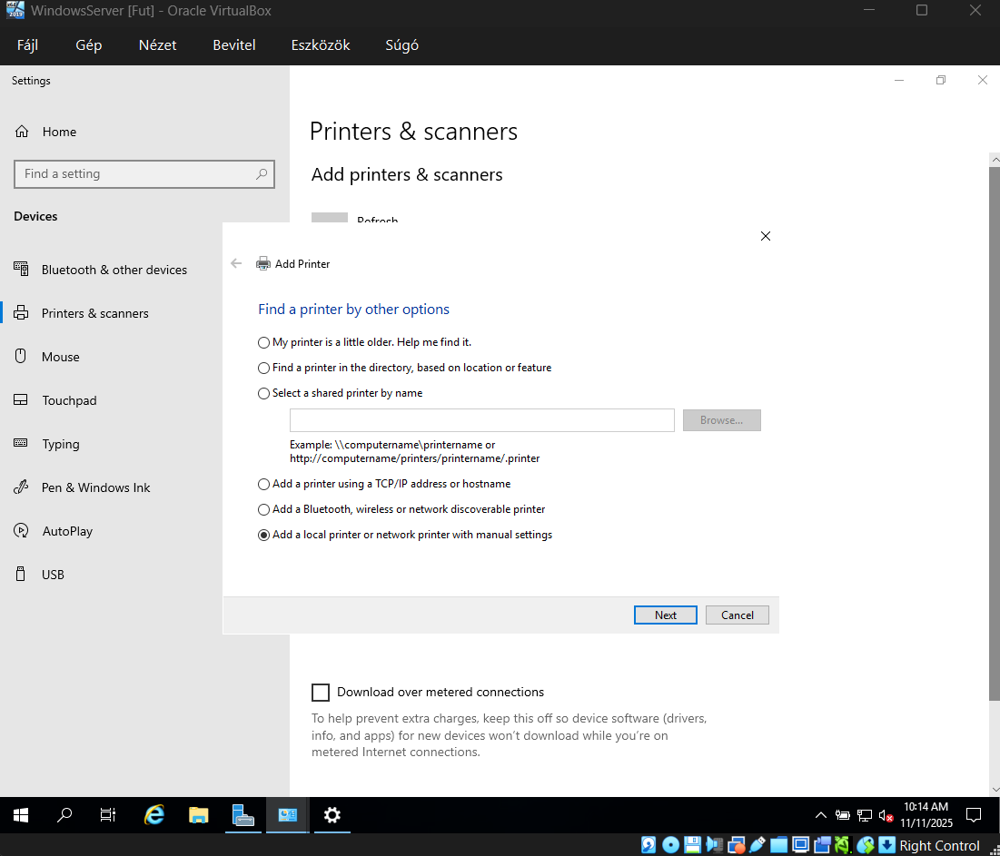 WindowsServer [Fut] - Oracle VirtualBox
Fájl Gép Nézet Bevitel Eszközök Súgó
Settings
Home
Find a setting
Devices
Bluetooth & other devices
Printers & scanners
Mouse
Touchpad
Typing
Pen & Windows Ink
AutoPlay
USB
Printers & scanners
Add printers & scanners
Refresh
Add Printer
Find a printer by other options
My printer is a little older. Help me find it.
Find a printer in the directory, based on location or feature
Select a shared printer by name
Browse...
Example: \\computername\printername or
http://computername/printers/printername/.printer
Add a printer using a TCP/IP address or hostname
Add a Bluetooth, wireless or network discoverable printer
Add a local printer or network printer with manual settings
Next Cancel
Download over metered connections
To help prevent extra charges, keep this off so device software (drivers,
info, and apps) for new devices won't download while you're on
metered Internet connections.
10:14 AM
11/11/2025
Right Control